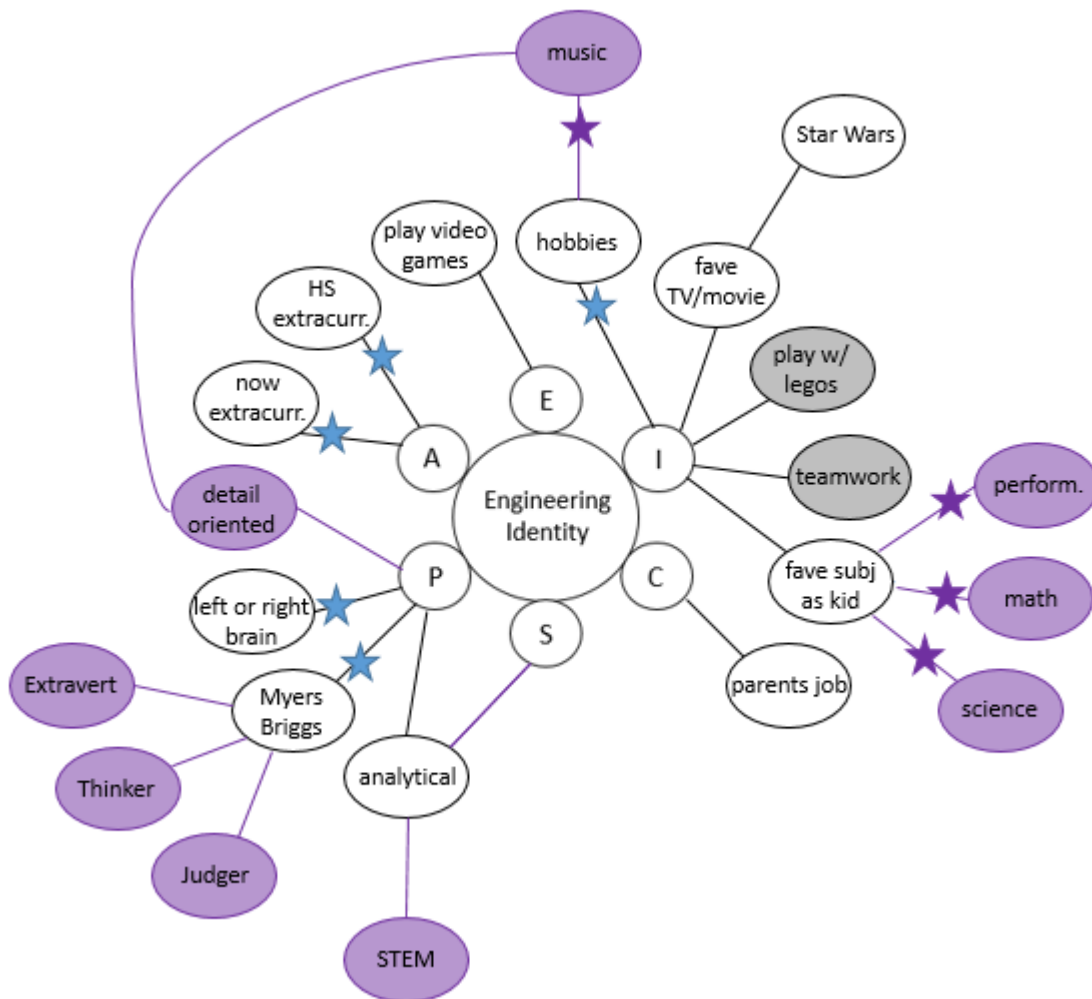 music
Star Wars
play video
games
hobbies
fave
TV/movie
HS
extracurr.
play w/
legos
now
extracurr.
E
A
I
teamwork
perform.
detail
oriented
Engineering
Identity
P
C
fave subj
as kid
math
left or right
brain
S
Extravert
Myers
Briggs
parents job
science
Thinker
analytical
Judger
STEM